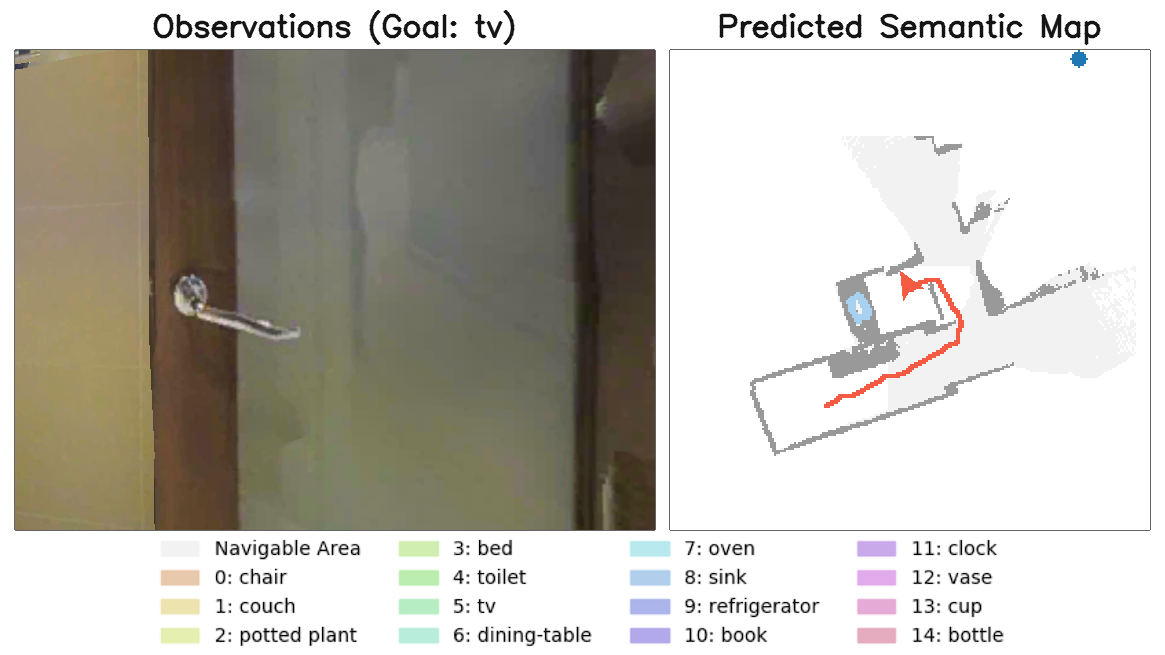 Observations (Goal: tv)
Predicted Semantic Map
Navigable Area
0: chair
1: couch
2: potted plant
3: bed
4: toilet
5: tv
6: dining-table
7: oven
8: sink
9: refrigerator
10: book
11: clock
12: vase
13: cup
14: bottle